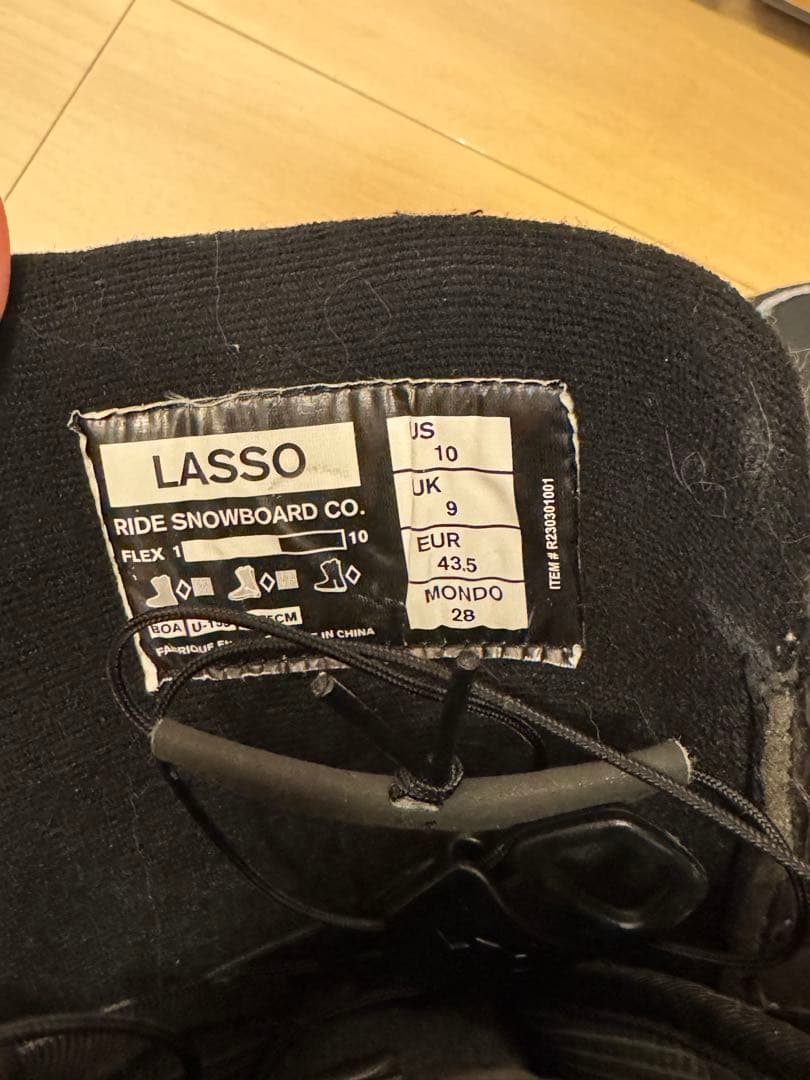 LASSO
RIDE SNOWBOARD CO.
FLEX 1 10
BOA
IN CHINA
US
10
UK
9
EUR
43.5
MONDO
28
ITEM # R230301001